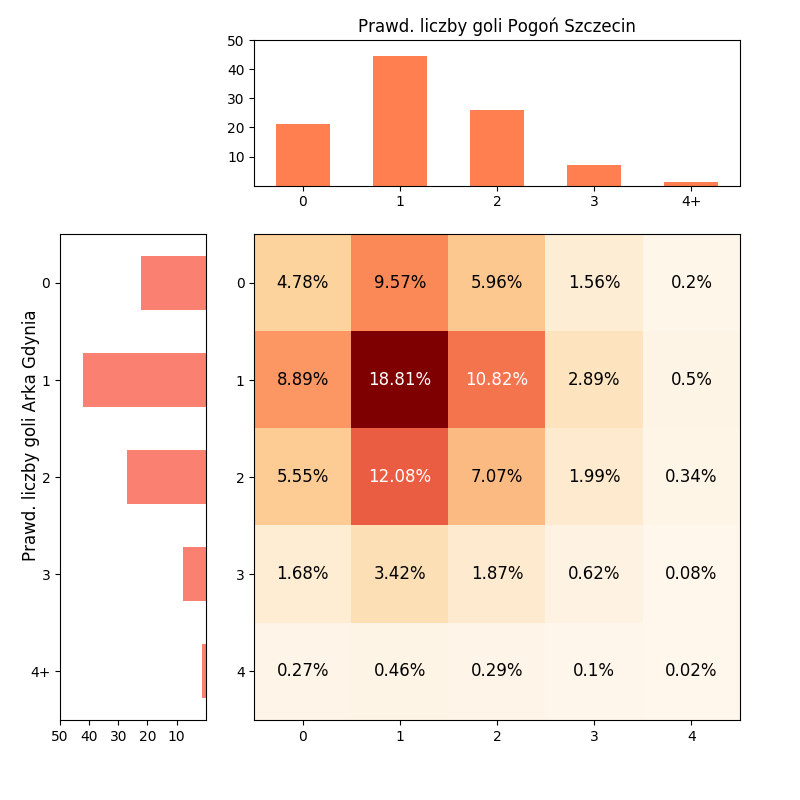 Prawd. liczby goli Pogoń Szczecin
50
40
30
20
10
0 1 2 3 4+
Prawd. liczby goli Arka Gdynia
0
1
2
3
4+
50 40 30 20 10
0 4.78% 9.57% 5.96% 1.56% 0.2%
1 8.89% 18.81% 10.82% 2.89% 0.5%
2 5.55% 12.08% 7.07% 1.99% 0.34%
3 1.68% 3.42% 1.87% 0.62% 0.08%
4 0.27% 0.46% 0.29% 0.1% 0.02%
0 1 2 3 4